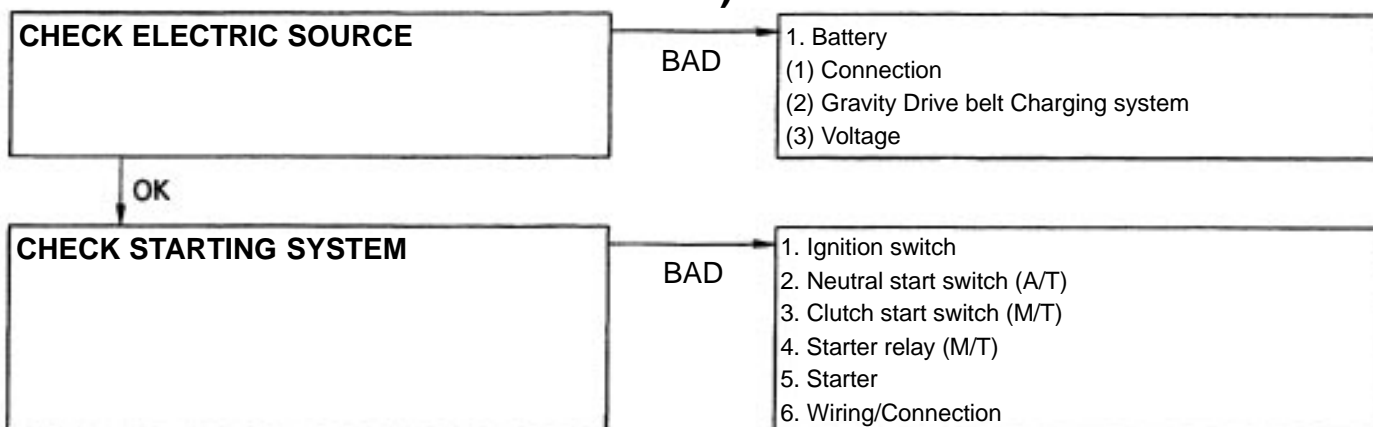 CHECK ELECTRIC SOURCE
BAD
1. Battery
(1) Connection
(2) Gravity Drive belt Charging system
(3) Voltage
OK
CHECK STARTING SYSTEM
BAD
1. Ignition switch
2. Neutral start switch (A/T)
3. Clutch start switch (M/T)
4. Starter relay (M/T)
5. Starter
6. Wiring/Connection